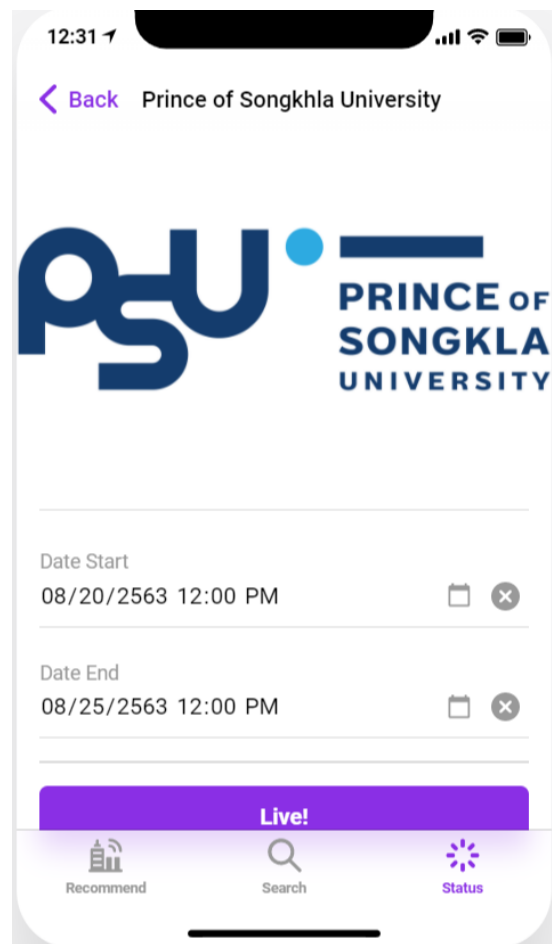 12:31
Back Prince of Songkhla University
PSU
PRINCE OF
SONGKLA
UNIVERSITY
Date Start
08/20/2563 12:00 PM
Date End
08/25/2563 12:00 PM
Live!
Recommend Search Status